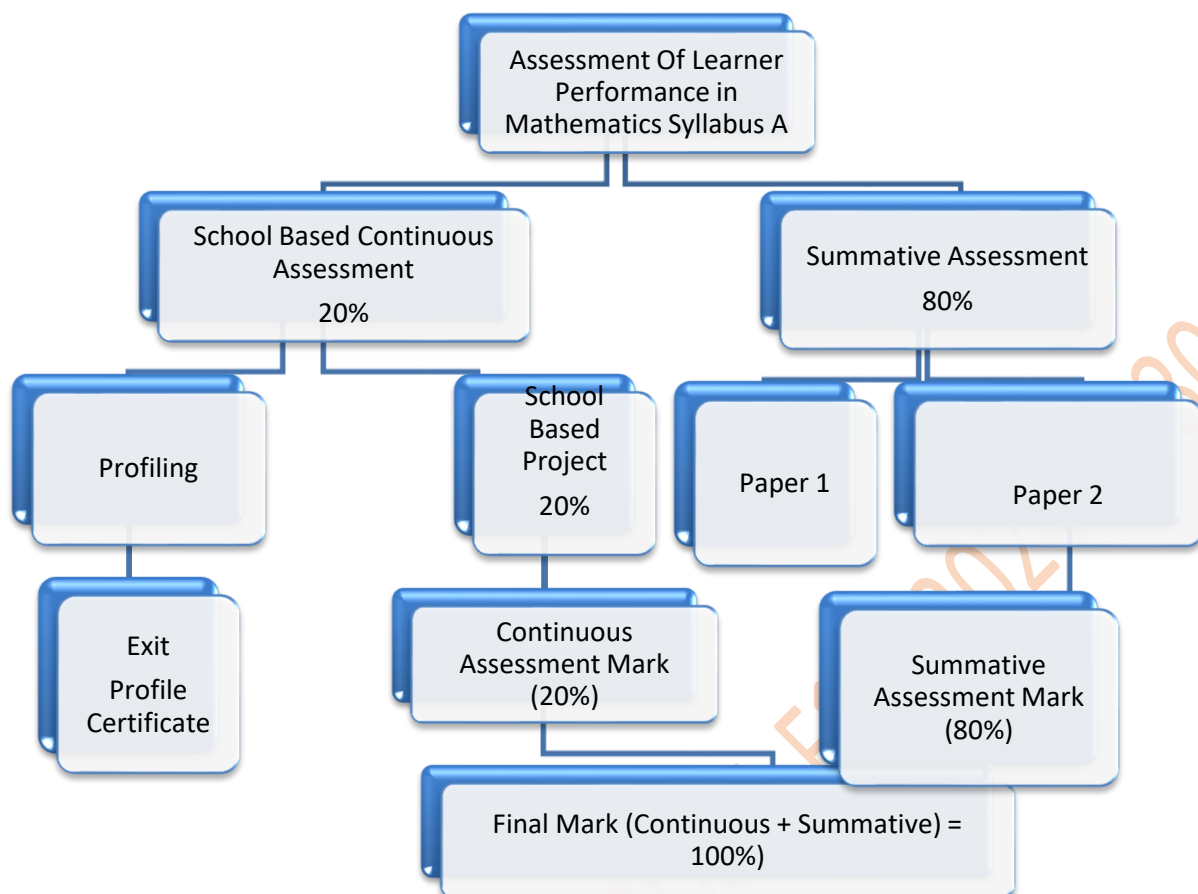 Assessment Of Learner
Performance in
Mathematics Syllabus A
School Based Continuous
Assessment
20%
Summative Assessment
80%
Profiling
School
Based
Project
20%
Paper 1
Paper 2
Exit
Profile
Certificate
Continuous
Assessment Mark
(20%)
Summative
Assessment Mark
(80%)
Final Mark (Continuous + Summative) =
100%)